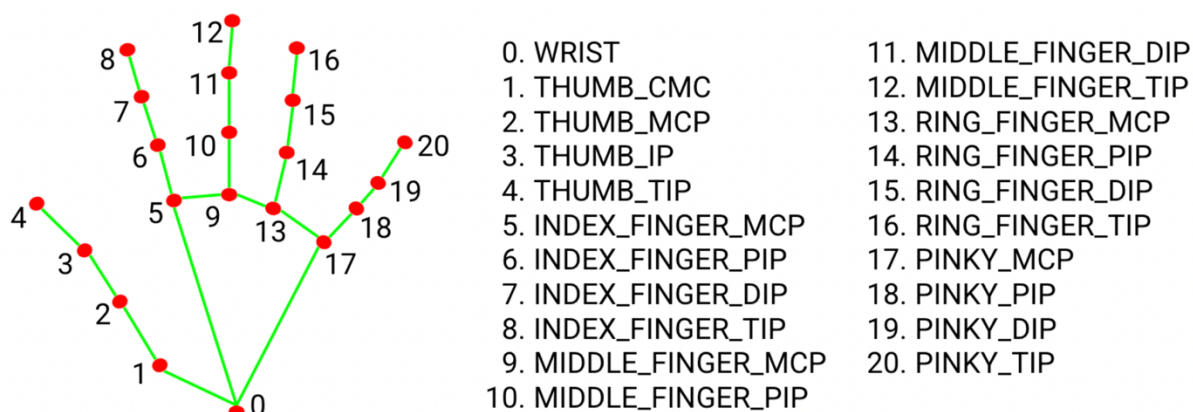 12
8
16
11
7
15
10
20
6
14
19
4
5
9
13
18
3
17
2
1
0
0. WRIST
1. THUMB_CMC
2. THUMB_MCP
3. THUMB_IP
4. THUMB_TIP
5. INDEX_FINGER_MCP
6. INDEX_FINGER_PIP
7. INDEX_FINGER_DIP
8. INDEX_FINGER_TIP
9. MIDDLE_FINGER_MCP
10. MIDDLE_FINGER_PIP
11. MIDDLE_FINGER_DIP
12. MIDDLE_FINGER_TIP
13. RING_FINGER_MCP
14. RING_FINGER_PIP
15. RING_FINGER_DIP
16. RING_FINGER_TIP
17. PINKY_MCP
18. PINKY_PIP
19. PINKY_DIP
20. PINKY_TIP